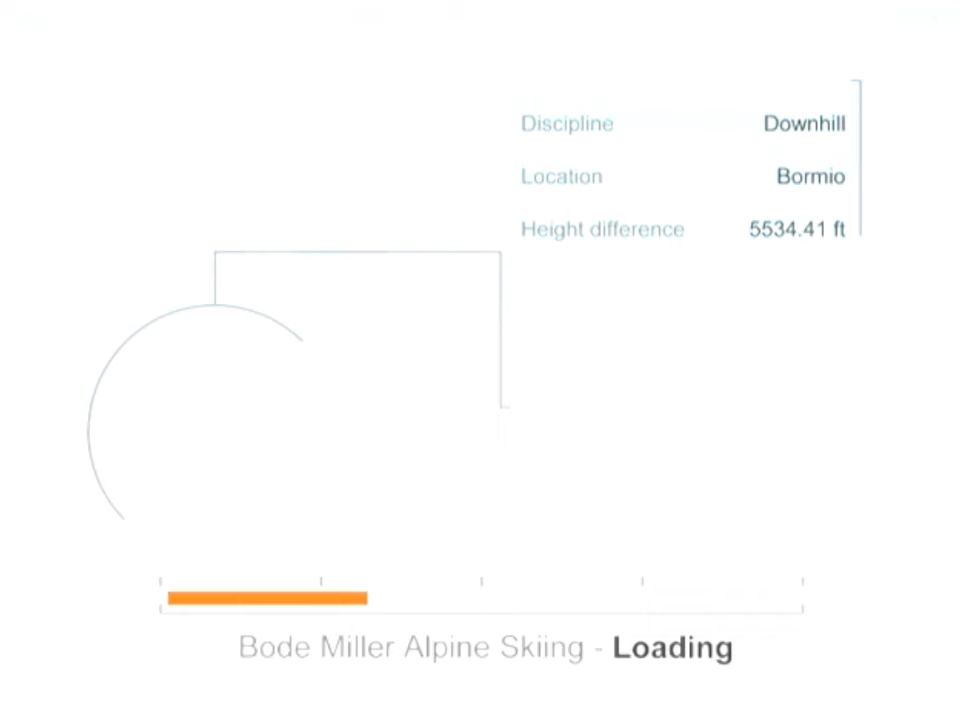 Discipline Downhill
Location Bormio
Height difference 5534.41 ft
Bode Miller Alpine Skiing - Loading